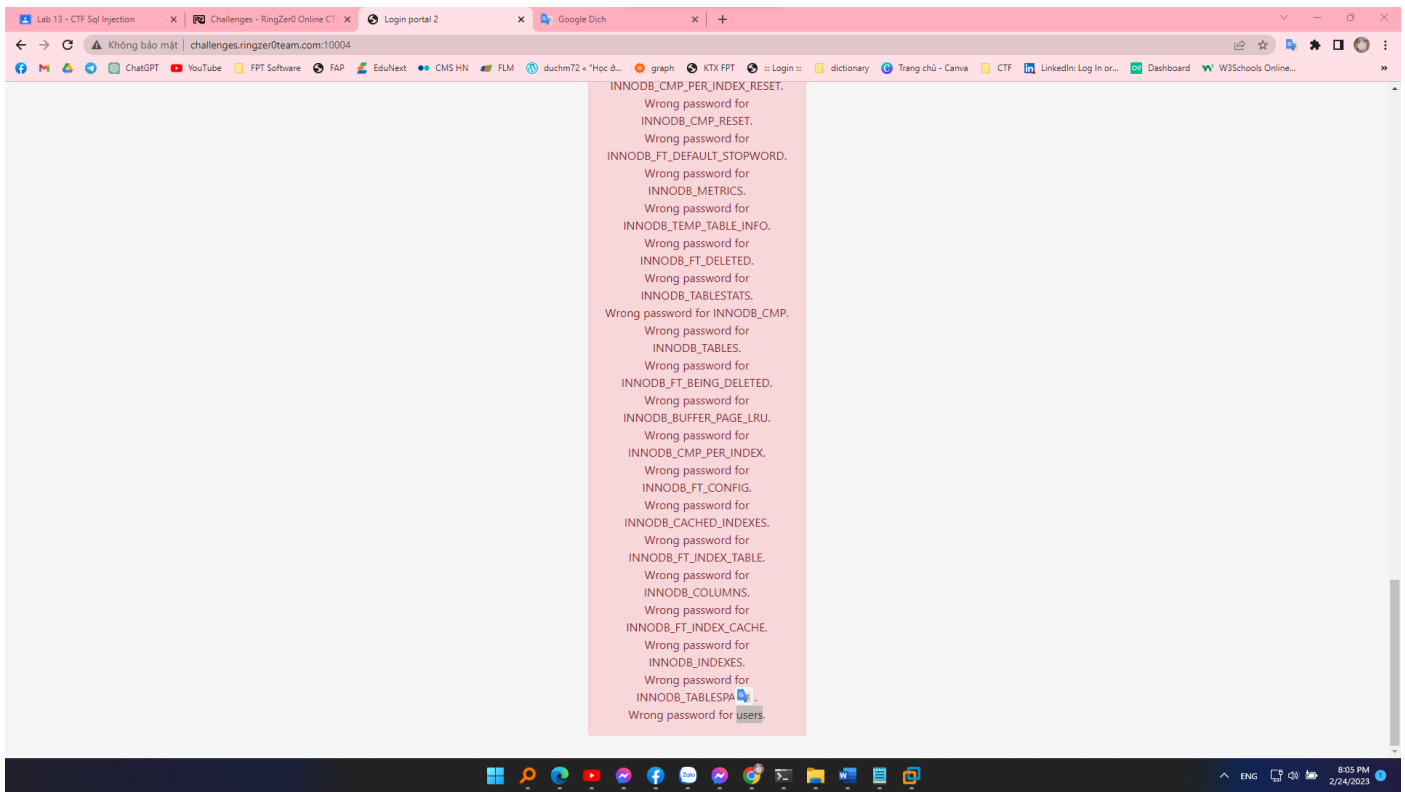 Lab 13 - CTF Sql Injection
Challenges - RingZer0 Online CT
Login portal 2
Google Dịch
Không bảo mật | challenges.ringzer0team.com:10004
ChatGPT YouTube FPT Software FAP EduNext CMS HN FLM duchm72 « "Học ở... graph KTX FPT :: Login :: dictionary Trang chủ - Canva CTF LinkedIn: Log In or... Dashboard W3Schools Online... »
INNODB_CMP_PER_INDEX_RESET.
Wrong password for
INNODB_CMP_RESET.
Wrong password for
INNODB_FT_DEFAULT_STOPWORD.
Wrong password for
INNODB_METRICS.
Wrong password for
INNODB_TEMP_TABLE_INFO.
Wrong password for
INNODB_FT_DELETED.
Wrong password for
INNODB_TABLESTATS.
Wrong password for INNODB_CMP.
Wrong password for
INNODB_TABLES.
Wrong password for
INNODB_FT_BEING_DELETED.
Wrong password for
INNODB_BUFFER_PAGE_LRU.
Wrong password for
INNODB_CMP_PER_INDEX.
Wrong password for
INNODB_FT_CONFIG.
Wrong password for
INNODB_CACHED_INDEXES.
Wrong password for
INNODB_FT_INDEX_TABLE.
Wrong password for
INNODB_COLUMNS.
Wrong password for
INNODB_FT_INDEX_CACHE.
Wrong password for
INNODB_INDEXES.
Wrong password for
INNODB_TABLESPA .
Wrong password for users.
Zalo
ENG
8:05 PM
2/24/2023
1